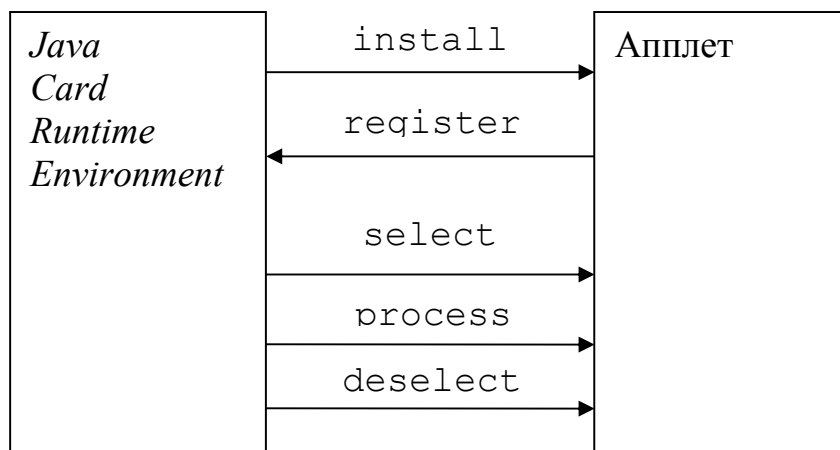 Java
Card
Runtime
Environment
install
register
select
process
deselect
Апплет